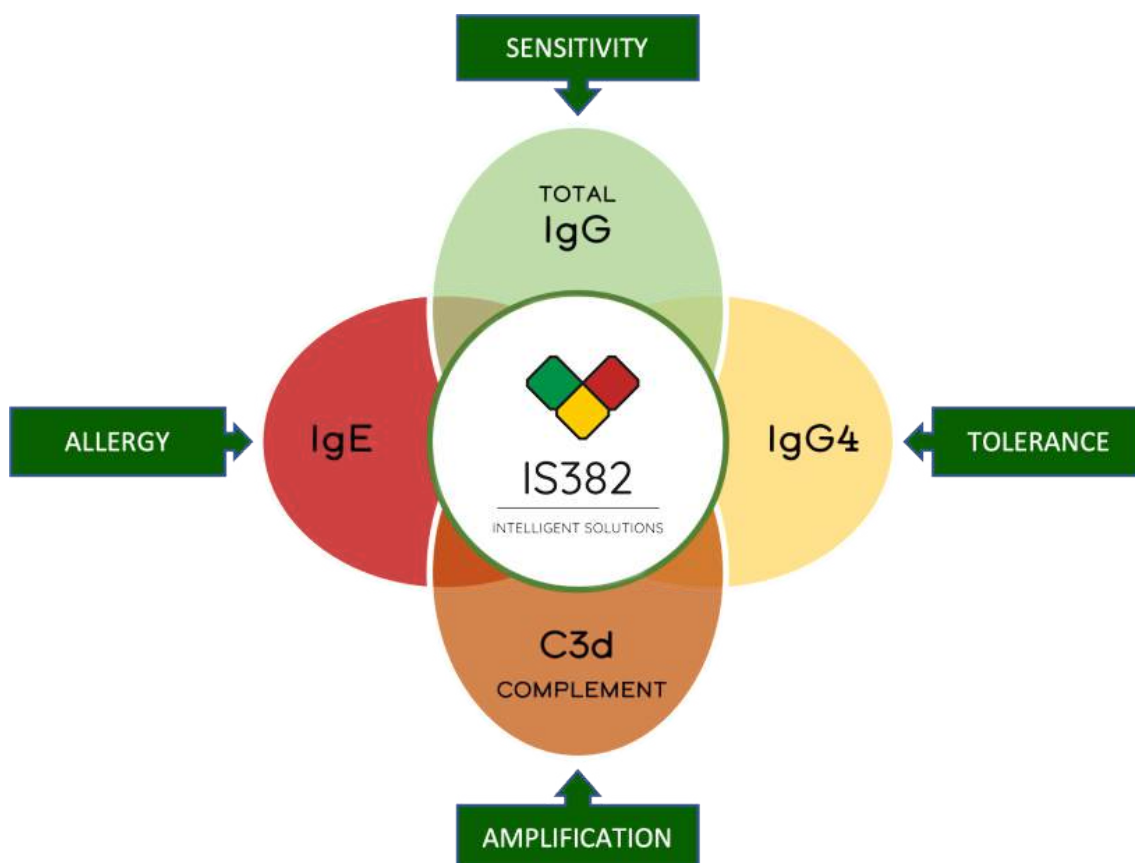 SENSITIVITY
TOTAL
IgG
ALLERGY
IgE
IS382
INTELLIGENT SOLUTIONS
IgG4
TOLERANCE
C3d
COMPLEMENT
AMPLIFICATION